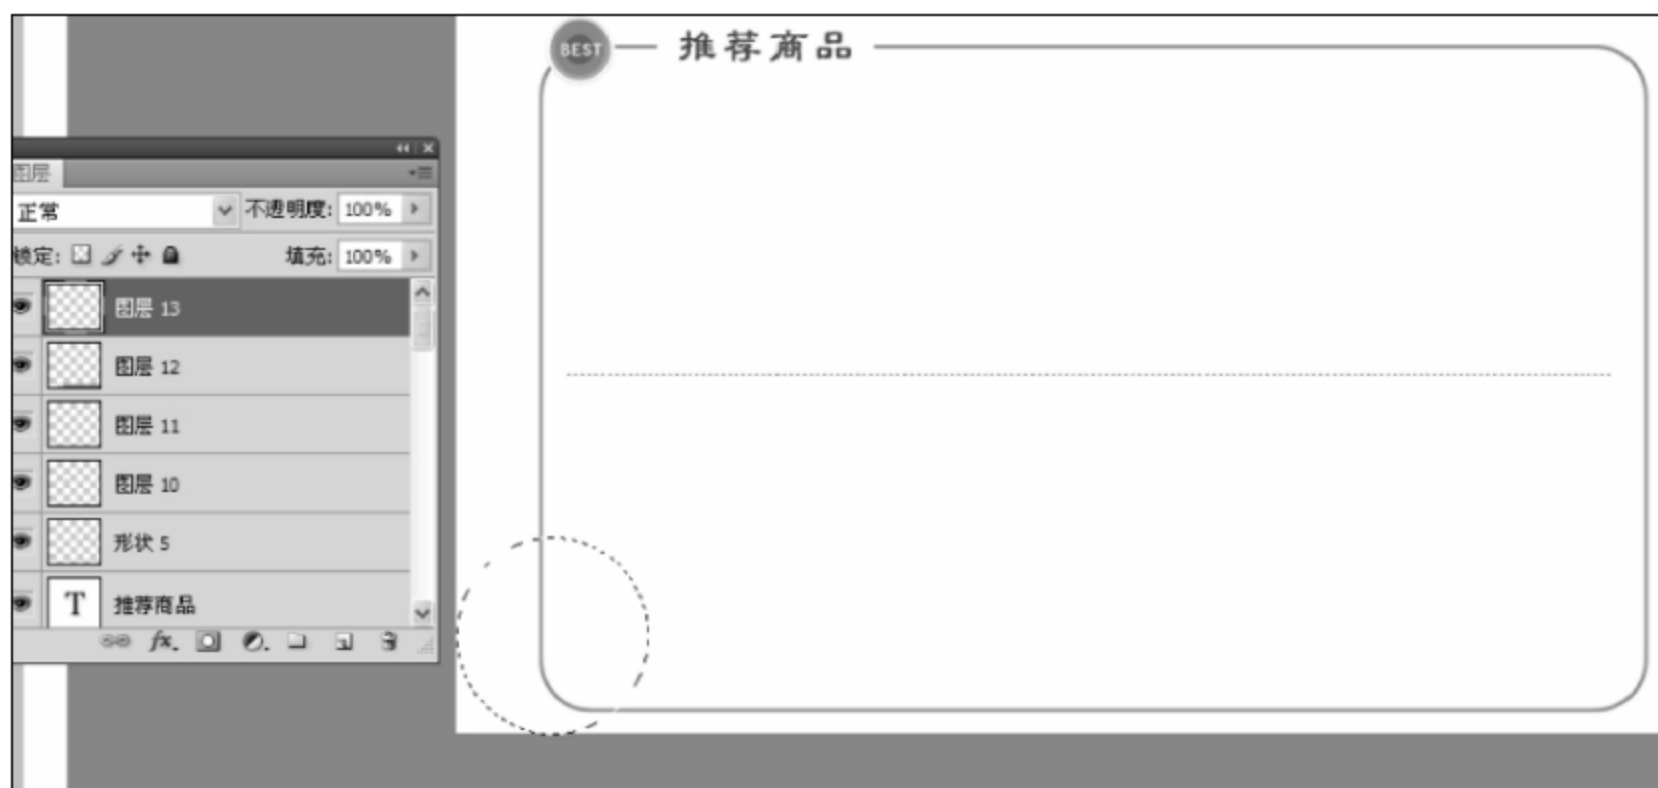 BEST 推荐商品
图层
正常 不透明度: 100%
锁定: 填充: 100%
图层 13
图层 12
图层 11
图层 10
形状 5
T 推荐商品
fx.